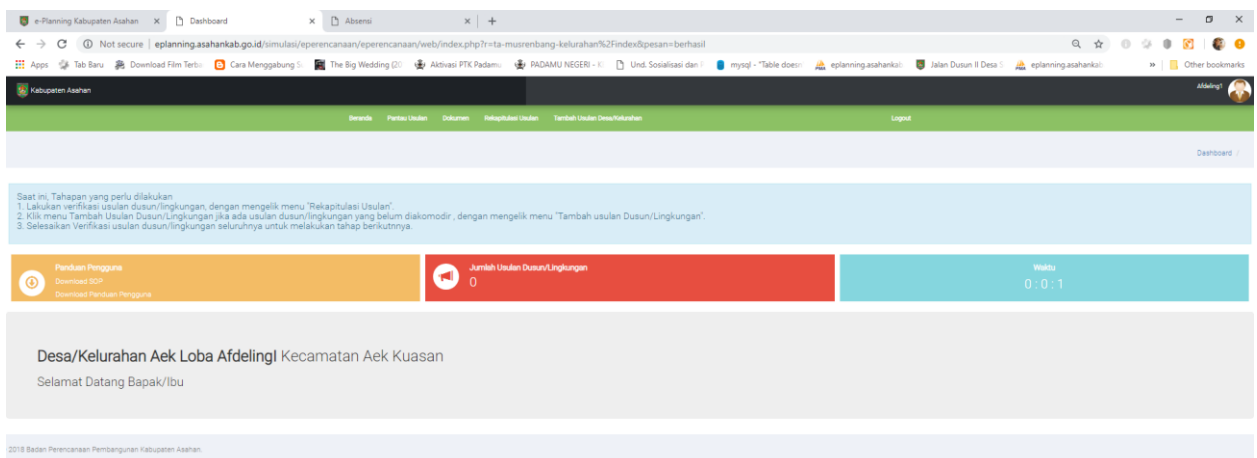 e-Planning Kabupaten Asahan
Dashboard
Absensi
Not secure | eplanning.asahankab.go.id/simulasi/eperencanaan/eperencanaan/web/index.php?r=ta-musrenbang-kelurahan%2Findex&pesan=berhasil
Apps Tab Baru Download Film Terba Cara Menggabung S The Big Wedding (20 Aktivasi PTK Padamu PADAMU NEGERI - Und. Sosialisasi dan mysql - "Table does eplanning.asahankab Jalan Dusun II Desa S eplanning.asahankab » Other bookmarks
Kabupaten Asahan
Afdeling1
Beranda Pantau Usulan Dokumen Rekapitulasi Usulan Tambah Usulan Desa/Kelurahan Logout
Dashboard /
Saat ini, Tahapan yang perlu dilakukan
1. Lakukan verifikasi usulan dusun/lingkungan, dengan mengelik menu "Rekapitulasi Usulan".
2. Klik menu Tambah Usulan Dusun/Lingkungan jika ada usulan dusun/lingkungan yang belum diakomodir , dengan mengelik menu "Tambah usulan Dusun/Lingkungan".
3. Selesaikan Verifikasi usulan dusun/lingkungan seluruhnya untuk melakukan tahap berikutnnya.
Panduan Pengguna
Download SOP
Download Panduan Pengguna
Jumlah Usulan Dusun/Lingkungan
0
Waktu
0 : 0 : 1
Desa/Kelurahan Aek Loba AfdelingI Kecamatan Aek Kuasan
Selamat Datang Bapak/Ibu
2018 Badan Perencanaan Pembangunan Kabupaten Asahan.